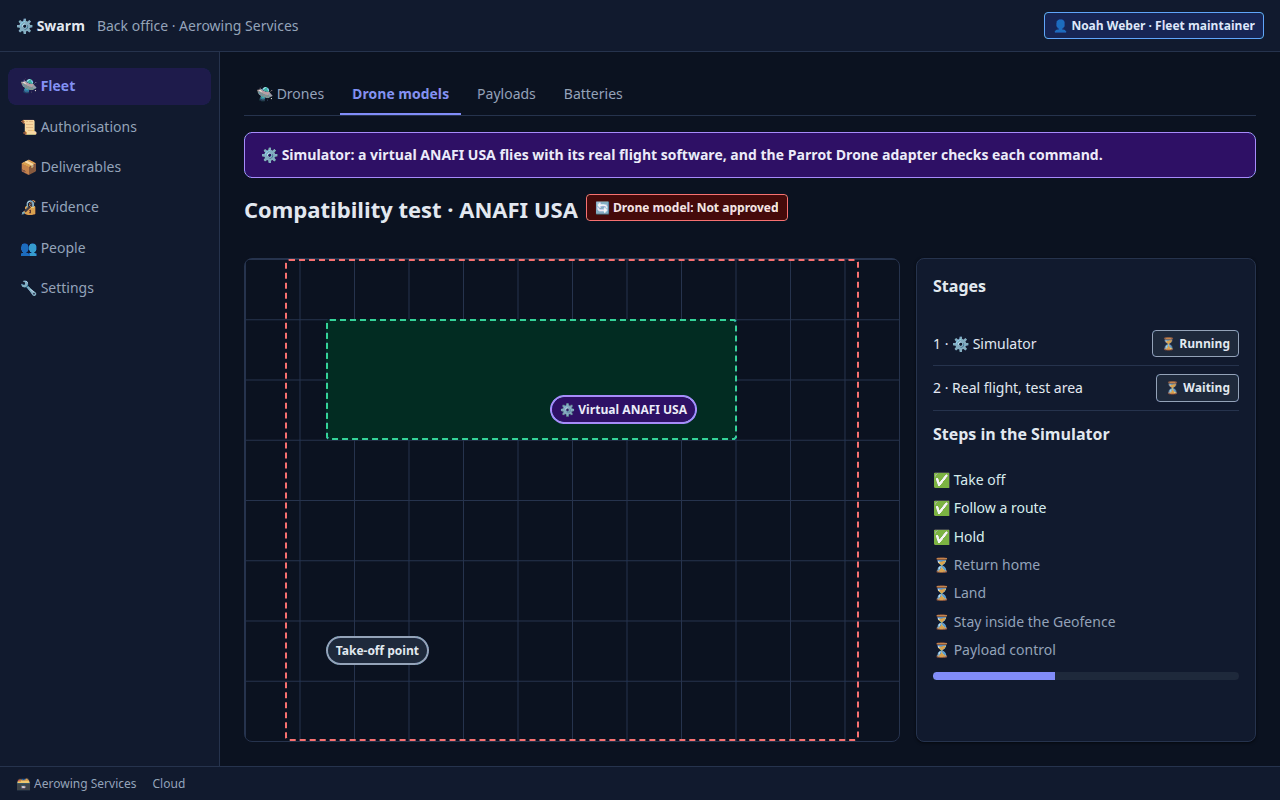 ⚙️ Swarm Back office · Aerowing Services
👤 Noah Weber · Fleet maintainer
🛸 Fleet
📜 Authorisations
📦 Deliverables
🔏 Evidence
👥 People
🔧 Settings
🛸 Drones Drone models Payloads Batteries
⚙️ Simulator: a virtual ANAFI USA flies with its real flight software, and the Parrot Drone adapter checks each command.
Compatibility test · ANAFI USA 🔄 Drone model: Not approved
⚙️ Virtual ANAFI USA
Take-off point
Stages
1 · ⚙️ Simulator ⏳ Running
2 · Real flight, test area ⏳ Waiting
Steps in the Simulator
✅ Take off
✅ Follow a route
✅ Hold
⏳ Return home
⏳ Land
⏳ Stay inside the Geofence
⏳ Payload control
🗃️ Aerowing Services Cloud